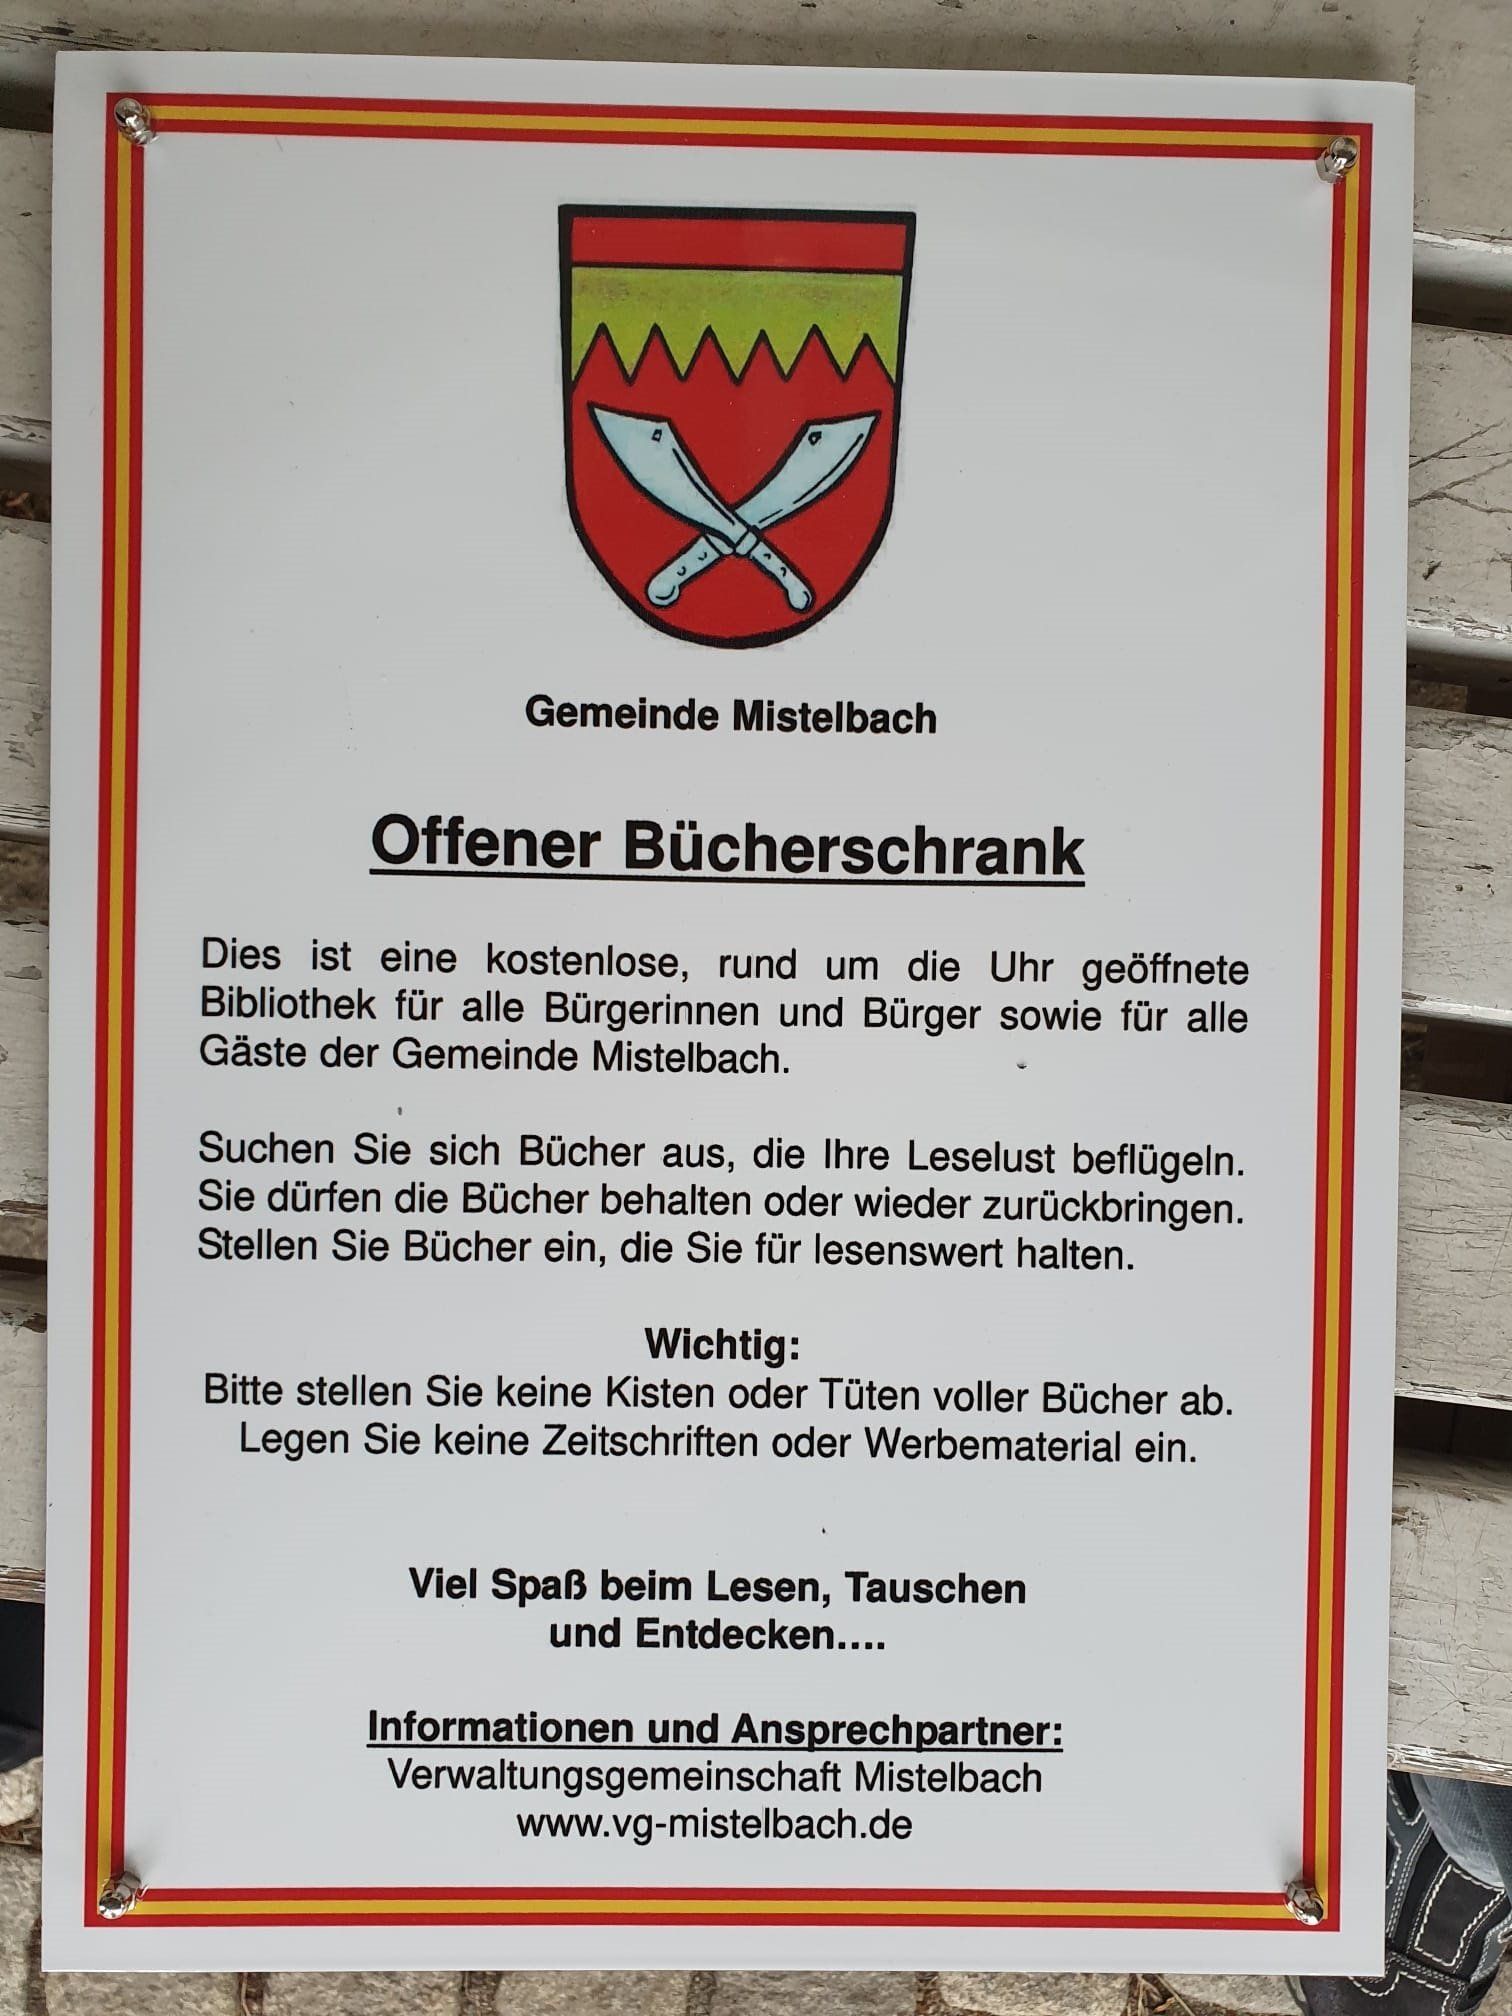 Gemeinde Mistelbach
Offener Bücherschrank
Dies ist eine kostenlose, rund um die Uhr geöffnete
Bibliothek für alle Bürgerinnen und Bürger sowie für alle
Gäste der Gemeinde Mistelbach.
Suchen Sie sich Bücher aus, die Ihre Leselust beflügeln.
Sie dürfen die Bücher behalten oder wieder zurückbringen.
Stellen Sie Bücher ein, die Sie für lesenswert halten.
Wichtig:
Bitte stellen Sie keine Kisten oder Tüten voller Bücher ab.
Legen Sie keine Zeitschriften oder Werbematerial ein.
Viel Spaß beim Lesen, Tauschen
und Entdecken....
Informationen und Ansprechpartner:
Verwaltungsgemeinschaft Mistelbach
www.vg-mistelbach.de